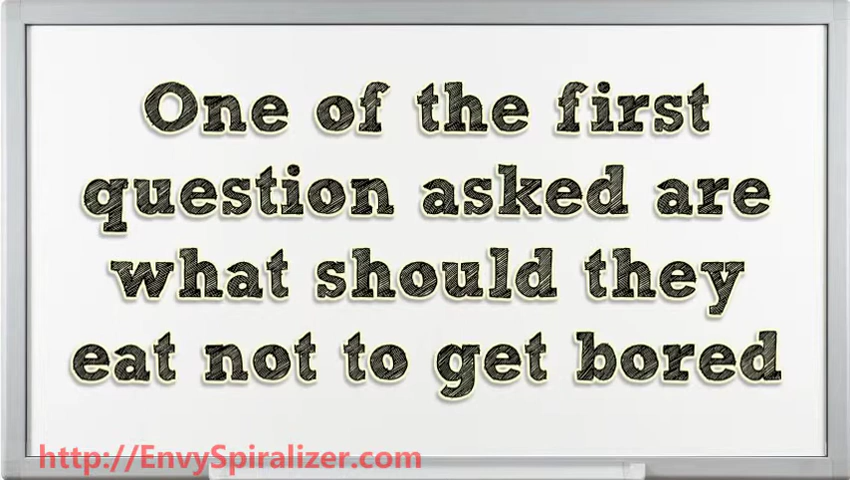 One of the first
question asked are
what should they
eat not to get bored
http://EnvySpiralizer.com